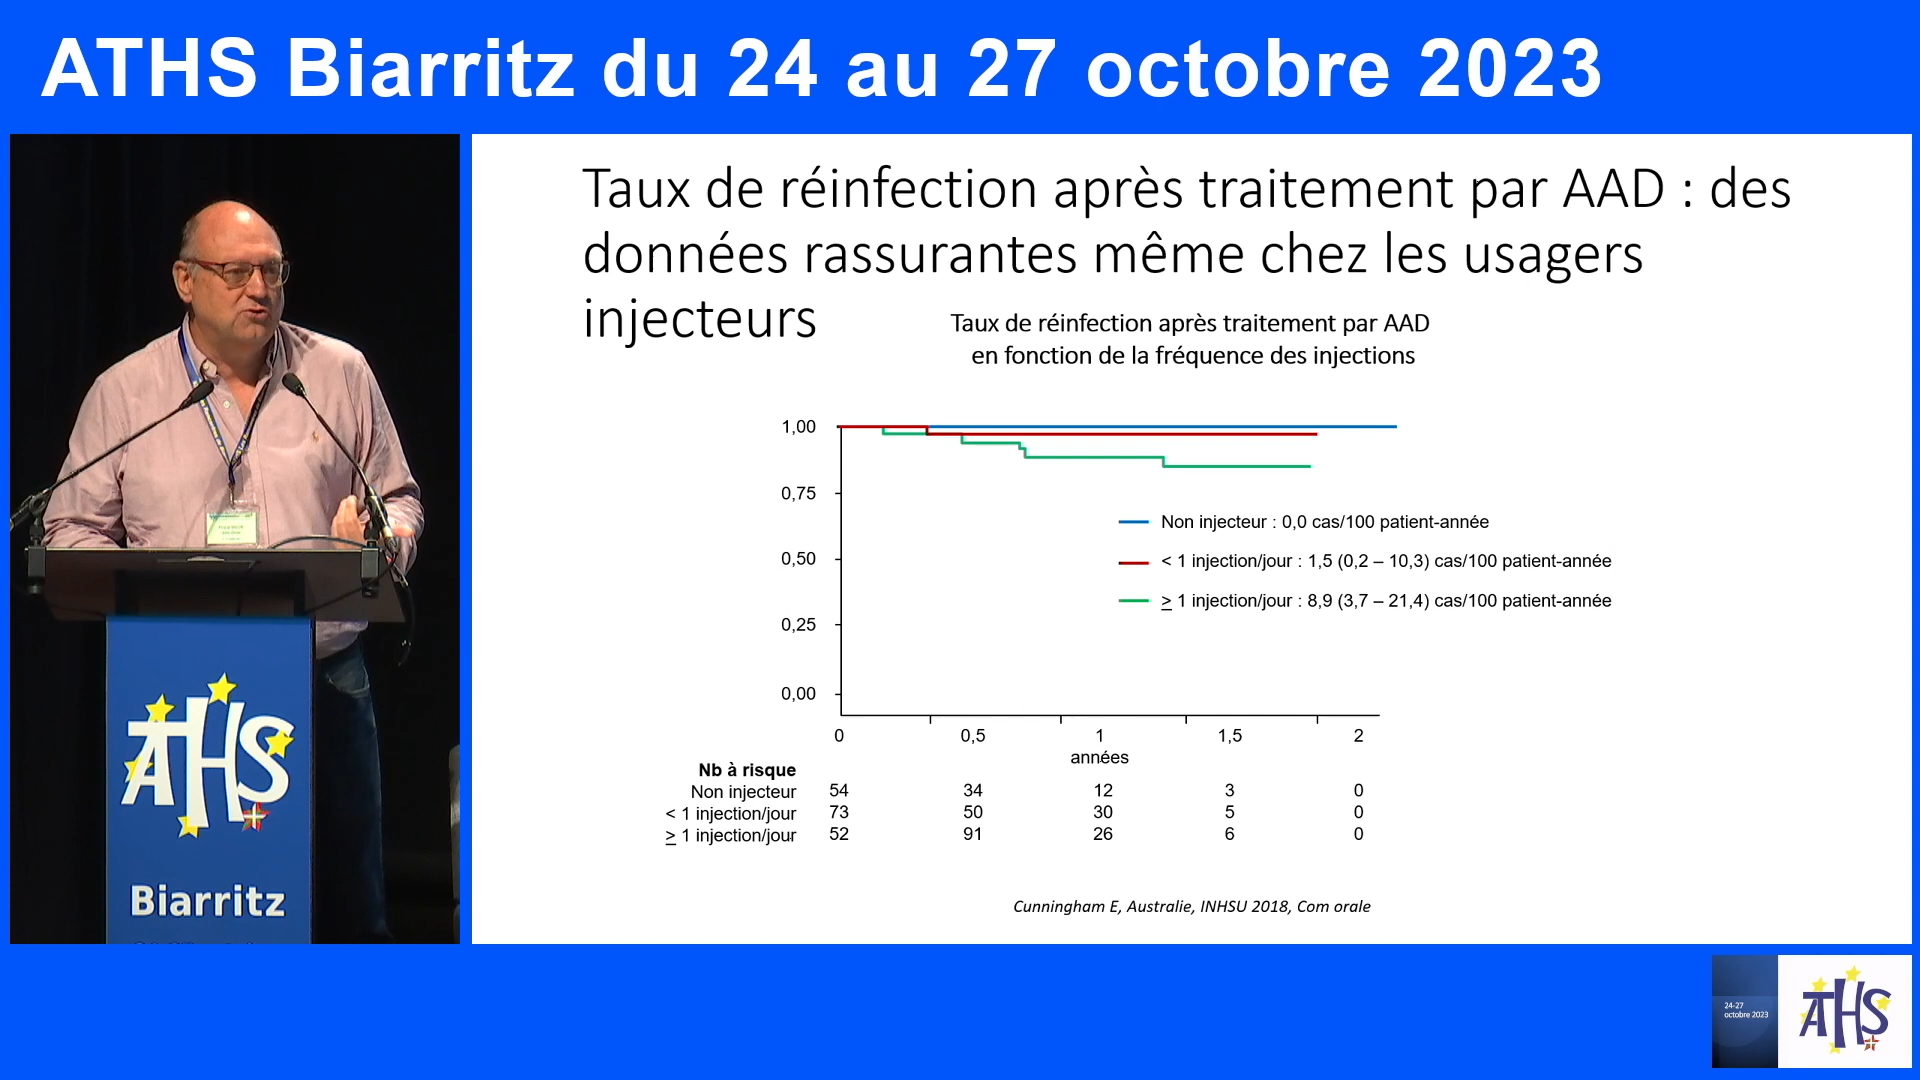 ATHS Biarritz du 24 au 27 octobre 2023
Taux de réinfection après traitement par AAD : des
données rassurantes même chez les usagers
injecteurs
Taux de réinfection après traitement par AAD
en fonction de la fréquence des injections
1,00
0,75
0,50
0,25
0,00
Non injecteur : 0,0 cas/100 patient-année
< 1 injection/jour : 1,5 (0,2 – 10,3) cas/100 patient-année
≥ 1 injection/jour : 8,9 (3,7 – 21,4) cas/100 patient-année
0 0,5 1 1,5 2
années
Nb à risque
Non injecteur 54 34 12 3 0
< 1 injection/jour 73 50 30 5 0
≥ 1 injection/jour 52 91 26 6 0
Cunningham E, Australie, INHSU 2018, Com orale
ATHS
Biarritz
24-27
octobre 2023
ATHS